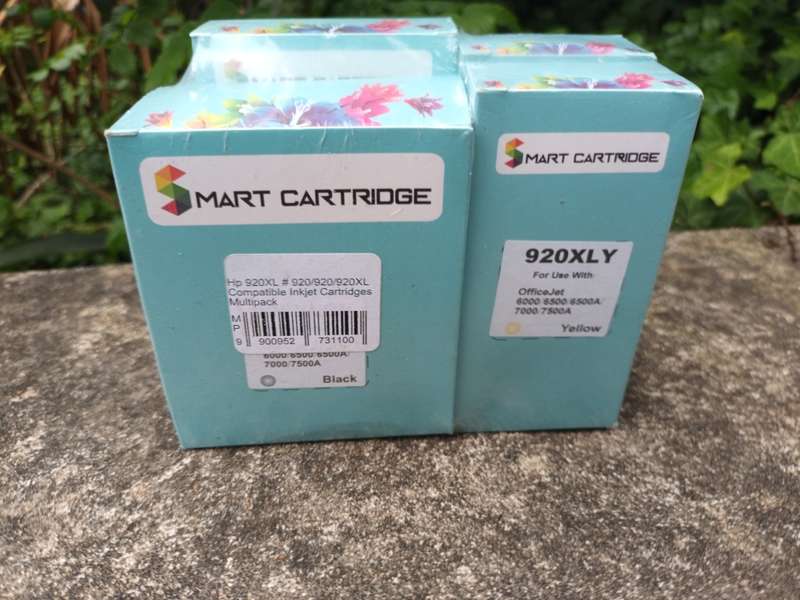 SMART CARTRIDGE
Hp 920XL # 920/920/920XL
Compatible Inkjet Cartridges
Multipack
MP
9 900952 731100
6000/6500/6500A/
7000/7500A
Black
SMART CARTRIDGE
920XLY
For Use With
OfficeJet
6000/6500/6500A/
7000/7500A
Yellow